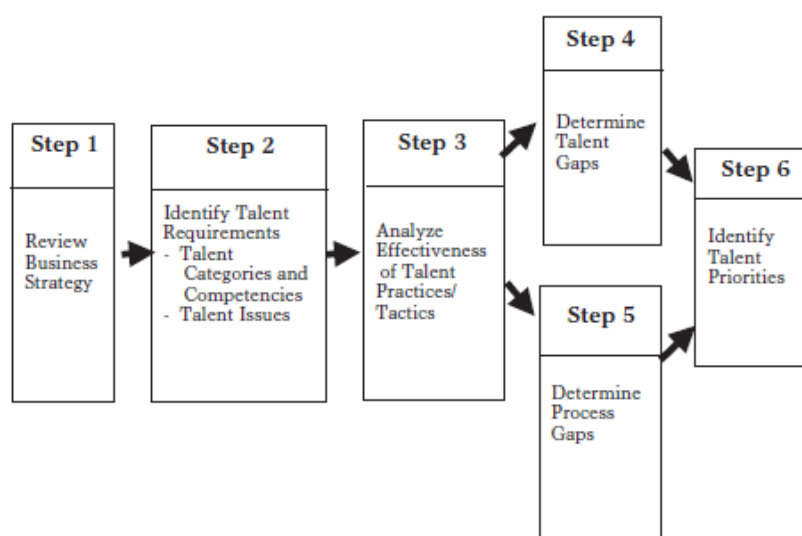 Step 1
Review
Business
Strategy
Step 2
Identify Talent
Requirements
- Talent
Categories and
Competencies
- Talent Issues
Step 3
Analyze
Effectiveness
of Talent
Practices/
Tactics
Step 4
Determine
Talent
Gaps
Step 5
Determine
Process
Gaps
Step 6
Identify
Talent
Priorities